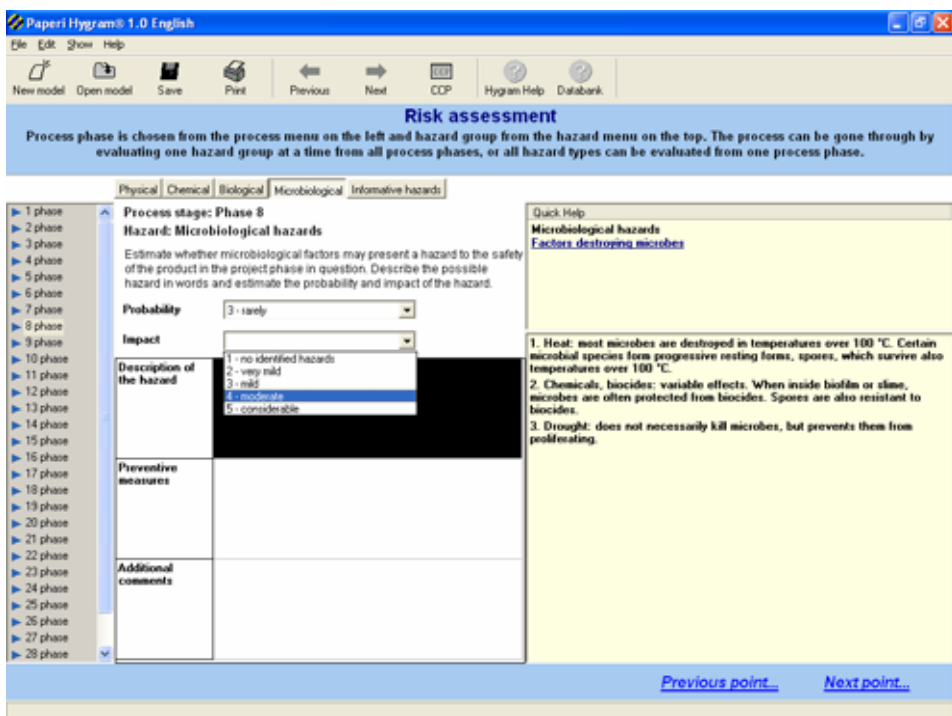 Paperi Hygram® 1.0 English
File Edit Show Help
New model Open model Save Print Previous Next CCP Hygram Help Databank
CCP
Risk assessment
Process phase is chosen from the process menu on the left and hazard group from the hazard menu on the top. The process can be gone through by
evaluating one hazard group at a time from all process phases, or all hazard types can be evaluated from one process phase.
Physical Chemical Biological Microbiological Informative hazards
1 phase
2 phase
3 phase
4 phase
5 phase
6 phase
7 phase
8 phase
9 phase
10 phase
11 phase
12 phase
13 phase
14 phase
15 phase
16 phase
17 phase
18 phase
19 phase
20 phase
21 phase
22 phase
23 phase
24 phase
25 phase
26 phase
27 phase
28 phase
Process stage: Phase 8
Hazard: Microbiological hazards
Estimate whether microbiological factors may present a hazard to the safety
of the product in the project phase in question. Describe the possible
hazard in words and estimate the probability and impact of the hazard.
Probability 3 - rarely
Impact
1 - no identified hazards
2 - very mild
3 - mild
4 - moderate
5 - considerable
Description of
the hazard
Preventive
measures
Additional
comments
Quick Help
Microbiological hazards
Factors destroying microbes
1. Heat: most microbes are destroyed in temperatures over 100 °C. Certain
microbial species form progressive resting forms, spores, which survive also
temperatures over 100 °C.
2. Chemicals, biocides: variable effects. When inside biofilm or slime,
microbes are often protected from biocides. Spores are also resistant to
biocides.
3. Drought: does not necessarily kill microbes, but prevents them from
proliferating.
Previous point... Next point...